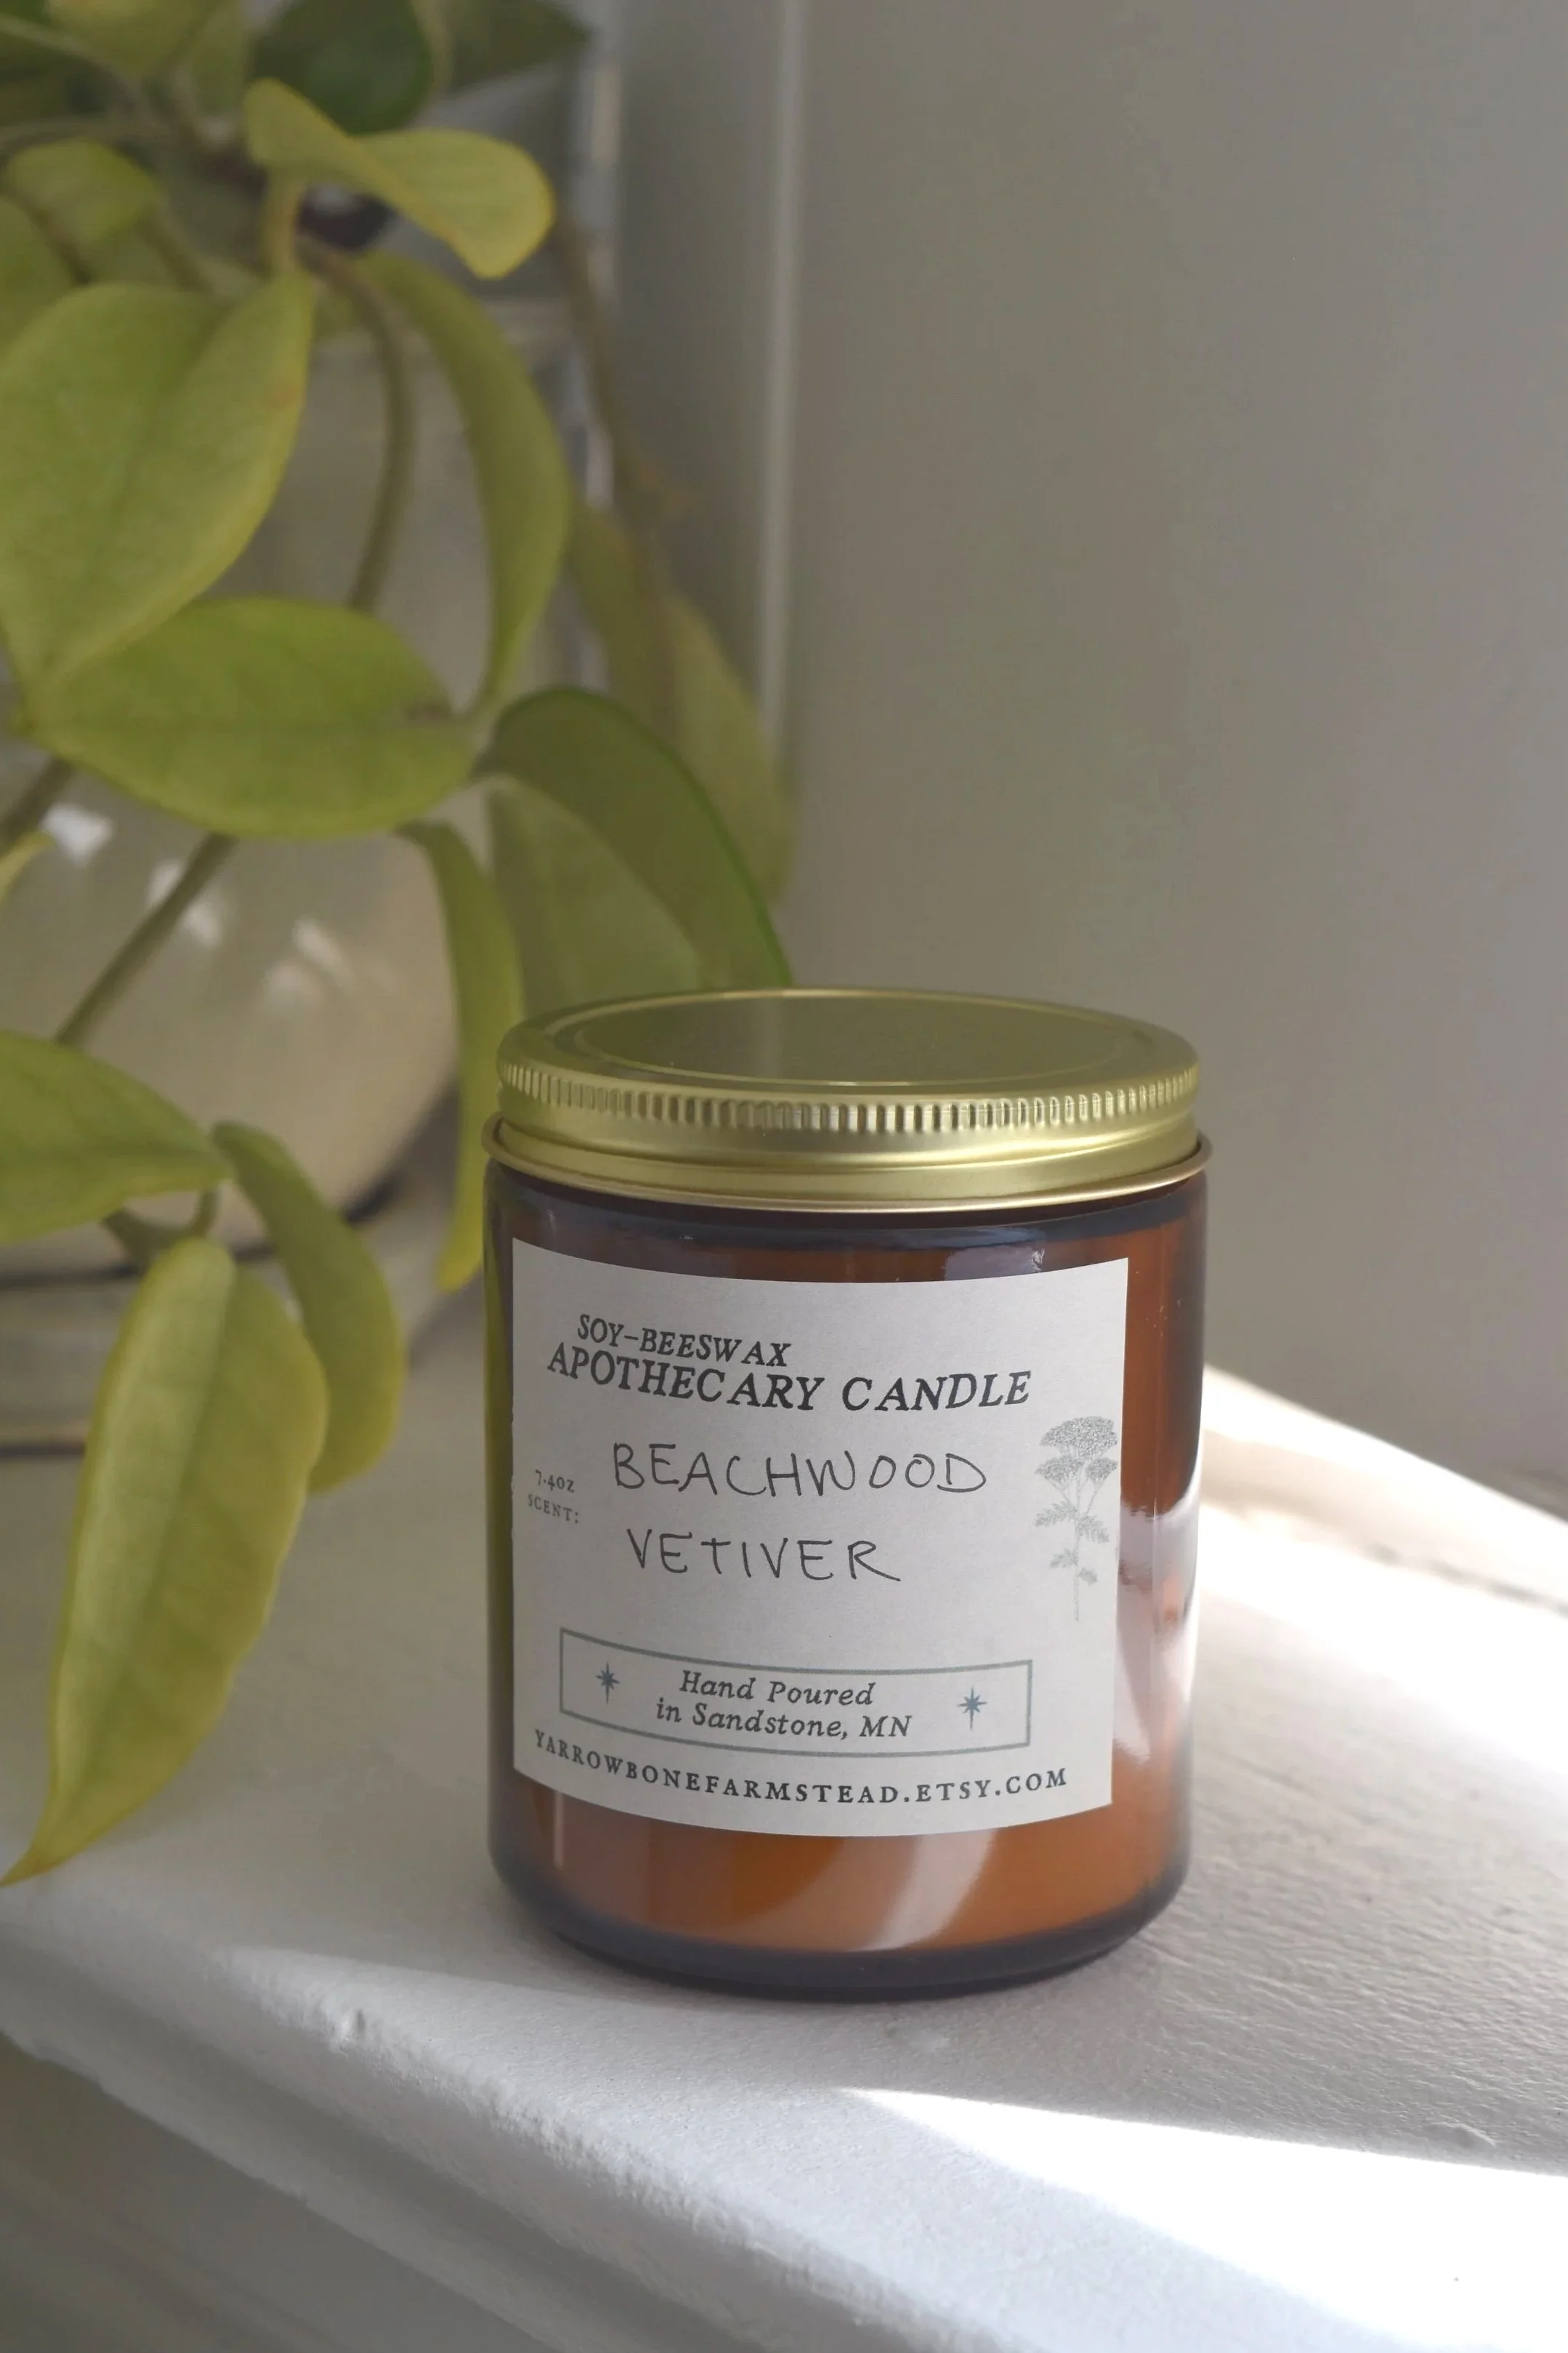 SOY-BEESWAX
APOTHECARY CANDLE
7.4OZ
SCENT:
BEACHWOOD
VETIVER
Hand Poured
in Sandstone, MN
YARROWBONEFARMSTEAD.ETSY.COM